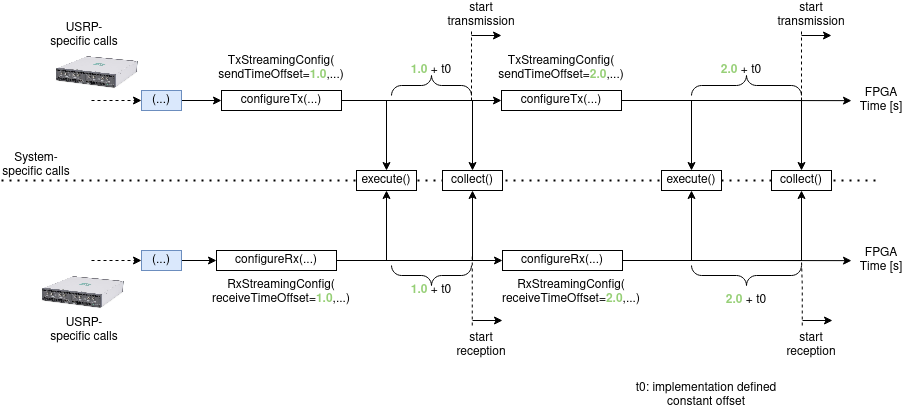 start
transmission
start
transmission
USRP-
specific calls
TxStreamingConfig(
sendTimeOffset=1.0,...)
1.0 + t0
TxStreamingConfig(
sendTimeOffset=2.0,...)
2.0 + t0
(...)
configureTx(...)
configureTx(...)
FPGA
Time [s]
System-
specific calls
execute()
collect()
execute()
collect()
(...)
configureRx(...)
configureRx(...)
FPGA
Time [s]
RxStreamingConfig(
receiveTimeOffset=1.0,...)
1.0 + t0
RxStreamingConfig(
receiveTimeOffset=2.0,...)
2.0 + t0
USRP-
specific calls
start
reception
start
reception
t0: implementation defined
constant offset